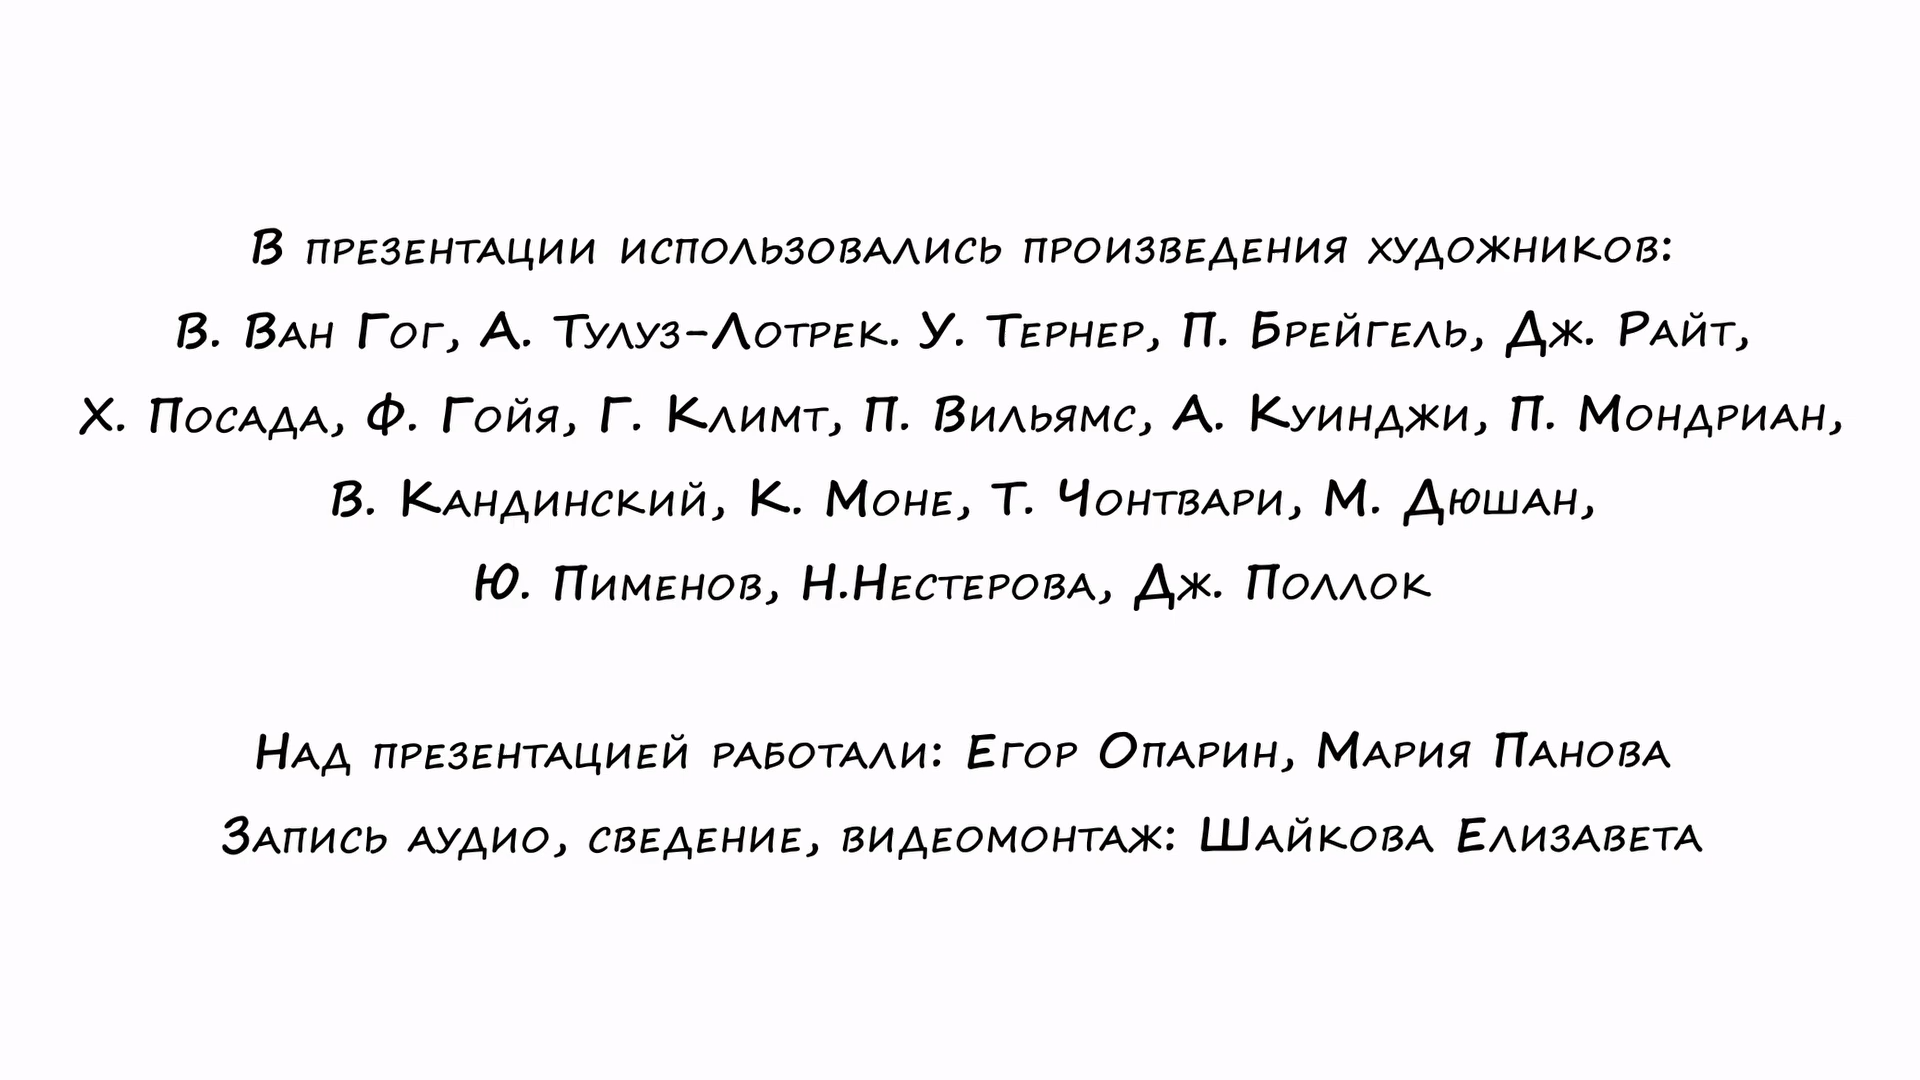 В презентации использовались произведения художников:
В. Ван Гог, А. Тулуз-Лотрек. У. Тернер, П. Брейгель, Дж. Райт,
Х. Посада, Ф. Гойя, Г. Климт, П. Вильямс, А. Куинджи, П. Мондриан,
В. Кандинский, К. Моне, Т. Чонтвари, М. Дюшан,
Ю. Пименов, Н.Нестерова, Дж. Поллок
Над презентацией работали: Егор Опарин, Мария Панова
Запись аудио, сведение, видеомонтаж: Шайкова Елизавета